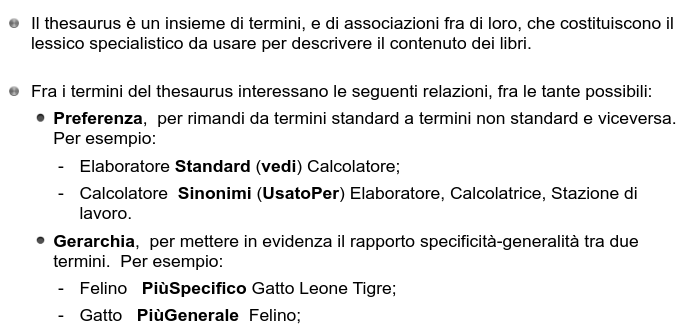 Il thesaurus è un insieme di termini, e di associazioni fra di loro, che costituiscono il
lessico specialistico da usare per descrivere il contenuto dei libri.
Fra i termini del thesaurus interessano le seguenti relazioni, fra le tante possibili:
Preferenza, per rimandi da termini standard a termini non standard e viceversa.
Per esempio:
- Elaboratore Standard (vedi) Calcolatore;
- Calcolatore Sinonimi (UsatoPer) Elaboratore, Calcolatrice, Stazione di
lavoro.
Gerarchia, per mettere in evidenza il rapporto specificità-generalità tra due
termini. Per esempio:
- Felino PiùSpecifico Gatto Leone Tigre;
- Gatto PiùGenerale Felino;